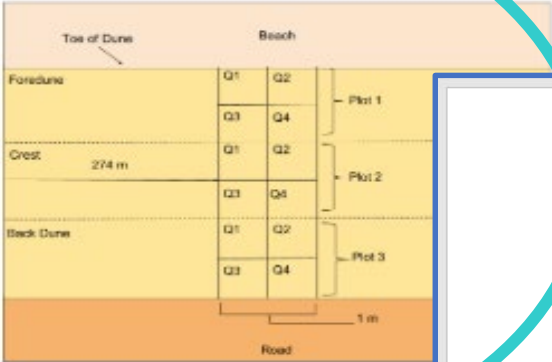 Beach
Toe of Dune
Foredune
Q1 Q2
Plot 1
Q3 Q4
Crest
Q1 Q2
274 m
Plot 2
Q3 Q4
Back Dune
Q1 Q2
Plot 3
Q3 Q4
1 m
Road